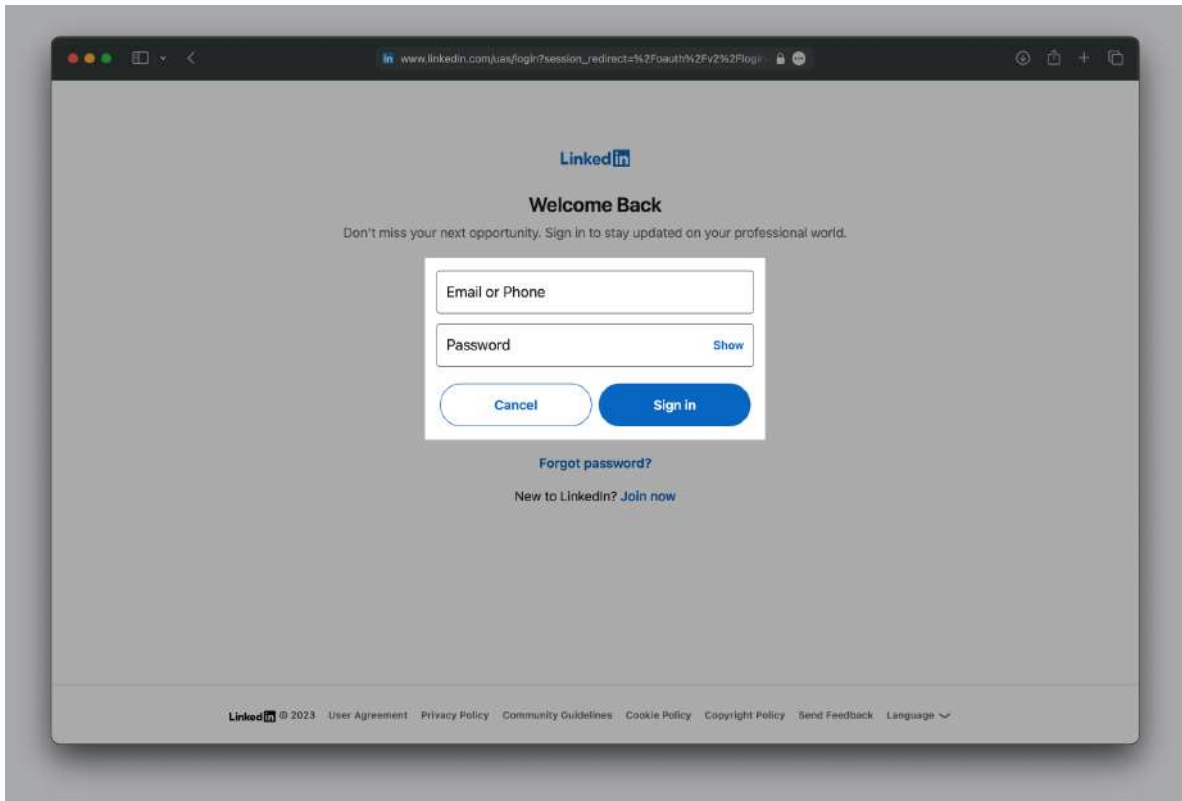 www.linkedin.com/uas/login?session_redirect=%2Foauth%2Fv2%2Flogin
Linkedin
Welcome Back
Don't miss your next opportunity. Sign in to stay updated on your professional world.
Email or Phone
Password Show
Cancel Sign in
Forgot password?
New to LinkedIn? Join now
Linkedin © 2023 User Agreement Privacy Policy Community Guidelines Cookie Policy Copyright Policy Send Feedback Language